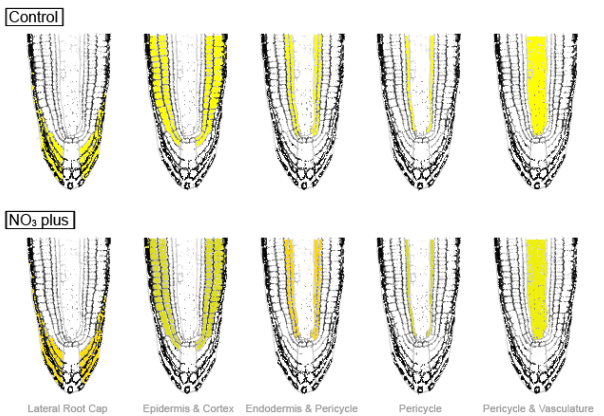 Control
NO₃ plus
Lateral Root Cap
Epidermis & Cortex
Endodermis & Pericycle
Pericycle
Pericycle & Vasculature